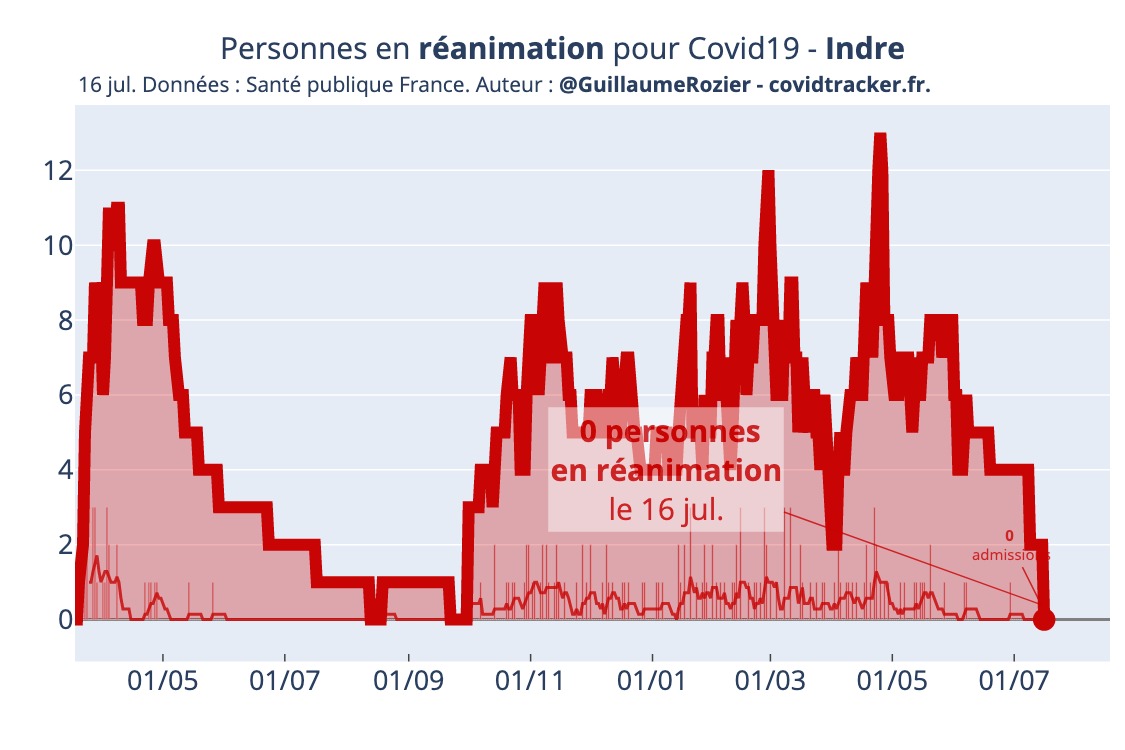 Personnes en réanimation pour Covid19 - Indre
16 jul. Données : Santé publique France. Auteur : @GuillaumeRozier - covidtracker.fr.
12
10
8
6
4
2
0
0 personnes
en réanimation
le 16 jul.
0
admissions
01/05
01/07
01/09
01/11
01/01
01/03
01/05
01/07